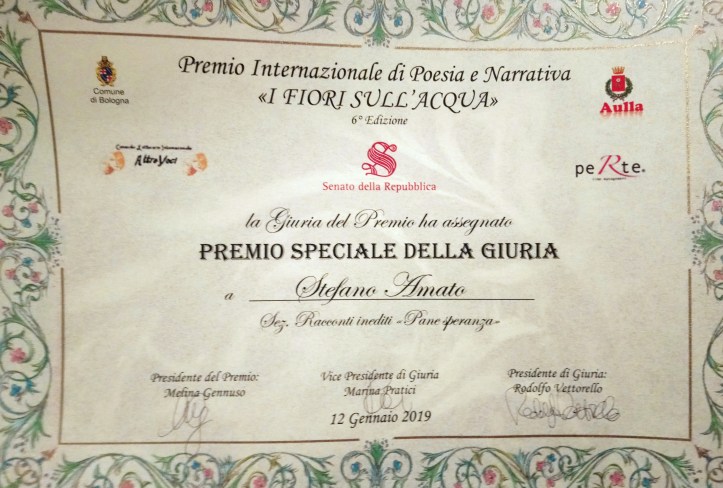 Premio Internazionale di Poesia e Narrativa
«I FIORI SULL'ACQUA»
6° Edizione
Comune
di Bologna
Aulla
AltreVoci
Senato della Repubblica
peRte.
la Giuria del Premio ha assegnato
PREMIO SPECIALE DELLA GIURIA
a Stefano Amato
Sez. Racconti inediti «Pane speranza»
Presidente del Premio:
Melina Gennuso
Vice Presidente di Giuria
Marina Pratici
Presidente di Giuria:
Rodolfo Vettorello
12 Gennaio 2019